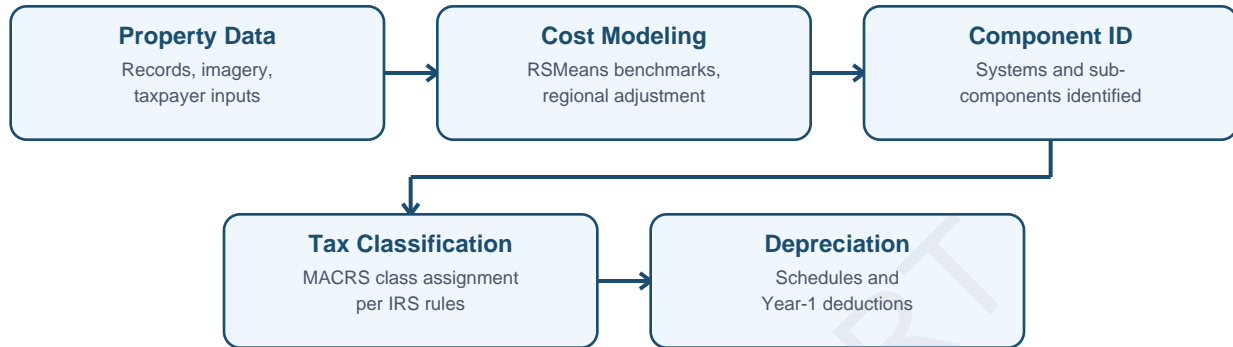 Property Data
Records, imagery,
taxpayer inputs
Cost Modeling
RSMeans benchmarks,
regional adjustment
Component ID
Systems and sub-
components identified
Tax Classification
MACRS class assignment
per IRS rules
Depreciation
Schedules and
Year-1 deductions
RT